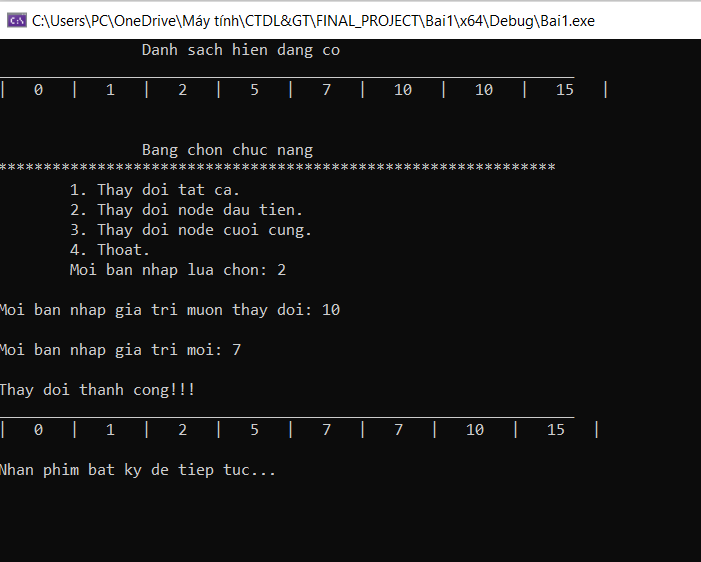 C:\Users\PC\OneDrive\Máy tính\CTDL&GT\FINAL_PROJECT\Bai1\x64\Debug\Bai1.exe
Danh sach hien dang co
________________________________________________________________
| 0 | 1 | 2 | 5 | 7 | 10 | 10 | 15 |
Bang chon chuc nang
**************************************************************
1. Thay doi tat ca.
2. Thay doi node dau tien.
3. Thay doi node cuoi cung.
4. Thoat.
Moi ban nhap lua chon: 2
Moi ban nhap gia tri muon thay doi: 10
Moi ban nhap gia tri moi: 7
Thay doi thanh cong!!!
________________________________________________________________
| 0 | 1 | 2 | 5 | 7 | 7 | 10 | 15 |
Nhan phim bat ky de tiep tuc...